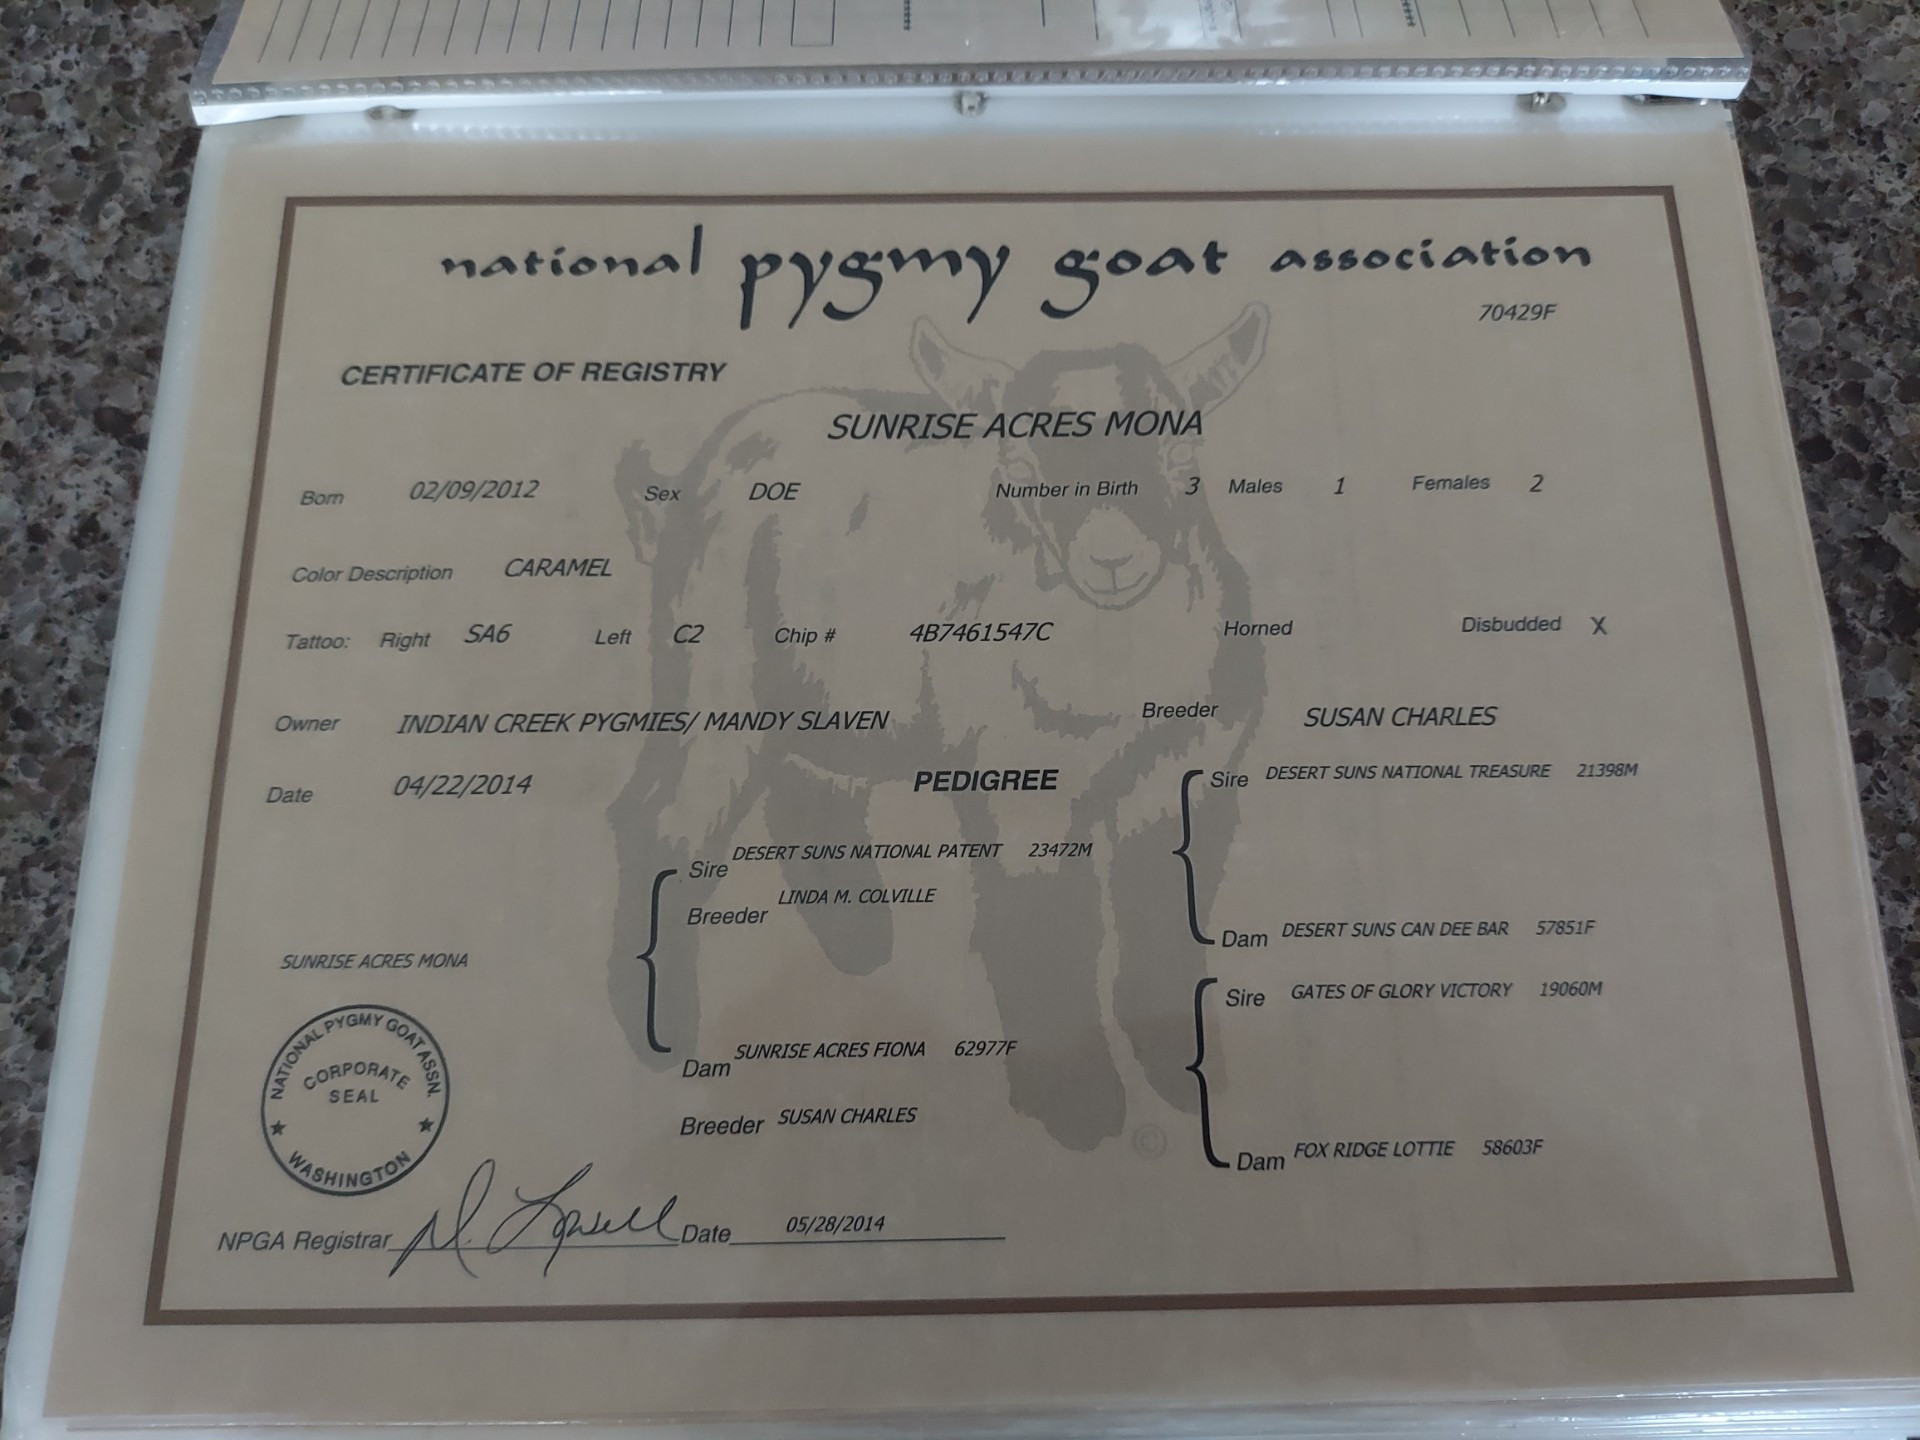 national pygmy goat association
70429F
CERTIFICATE OF REGISTRY
SUNRISE ACRES MONA
Born 02/09/2012 Sex DOE Number in Birth 3 Males 1 Females 2
Color Description CARAMEL
Tattoo: Right SA6 Left C2 Chip # 4B7461547C Horned Disbudded X
Owner INDIAN CREEK PYGMIES/ MANDY SLAVEN Breeder SUSAN CHARLES
Date 04/22/2014 PEDIGREE
Sire DESERT SUNS NATIONAL TREASURE 21398M
Sire DESERT SUNS NATIONAL PATENT 23472M
Breeder LINDA M. COLVILLE
Dam DESERT SUNS CAN DEE BAR 57851F
SUNRISE ACRES MONA
Sire GATES OF GLORY VICTORY 19060M
Dam SUNRISE ACRES FIONA 62977F
Breeder SUSAN CHARLES
Dam FOX RIDGE LOTTIE 58603F
©
NATIONAL PYGMY GOAT ASSN.
CORPORATE
SEAL
WASHINGTON
NPGA Registrar Date 05/28/2014